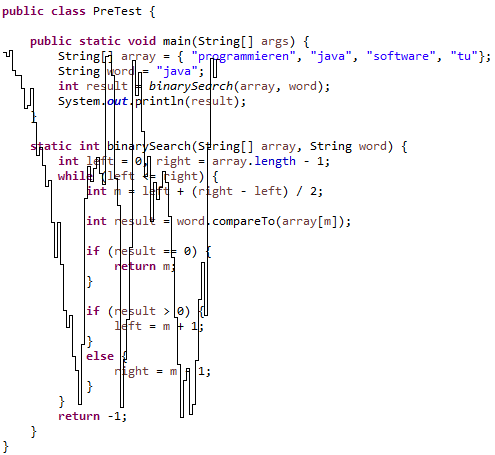 public class PreTest {
public static void main(String[] args) {
String[] array = { "programmieren", "java", "software", "tu"};
String word = "java";
int result = binarySearch(array, word);
System.out.println(result);
}
static int binarySearch(String[] array, String word) {
int left = 0, right = array.length - 1;
while (left <= right) {
int m = left + (right - left) / 2;
int result = word.compareTo(array[m]);
if (result == 0) {
return m;
}
if (result > 0) {
left = m + 1;
}
else {
right = m - 1;
}
}
return -1;
}
}